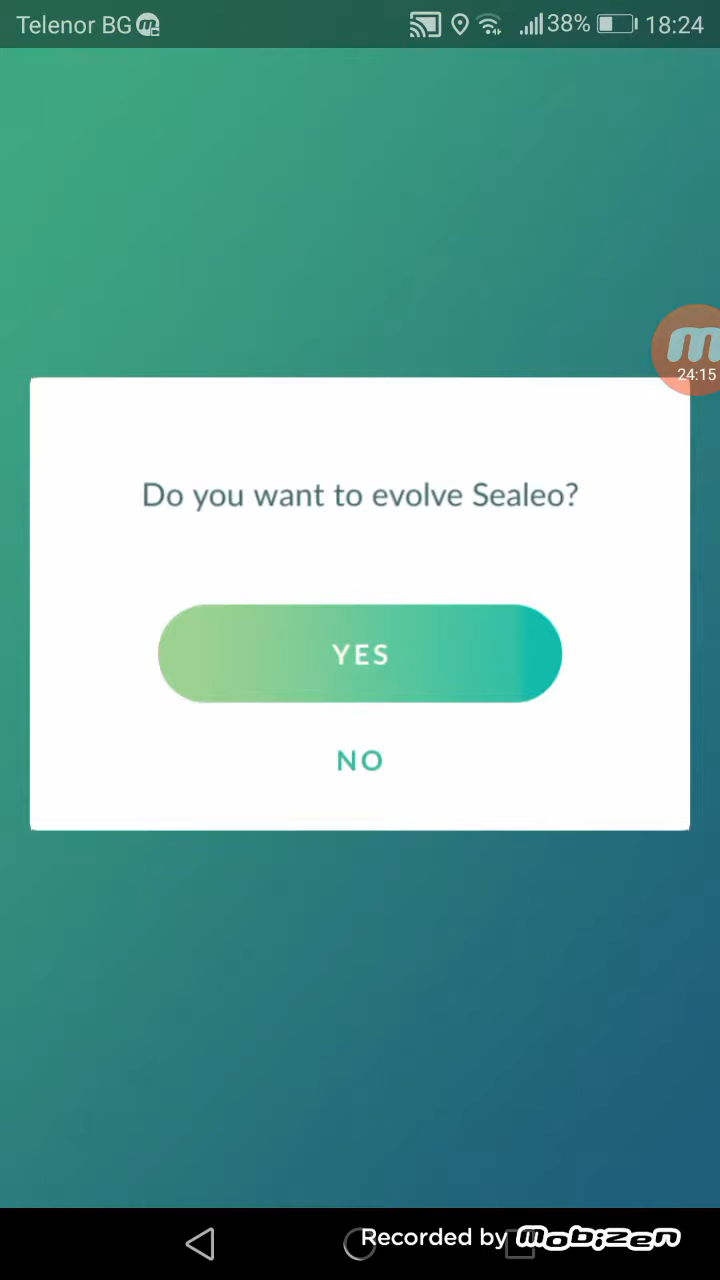 Telenor BG 38% 18:24
m
24:15
Do you want to evolve Sealeo?
YES
NO
Recorded by mobizen